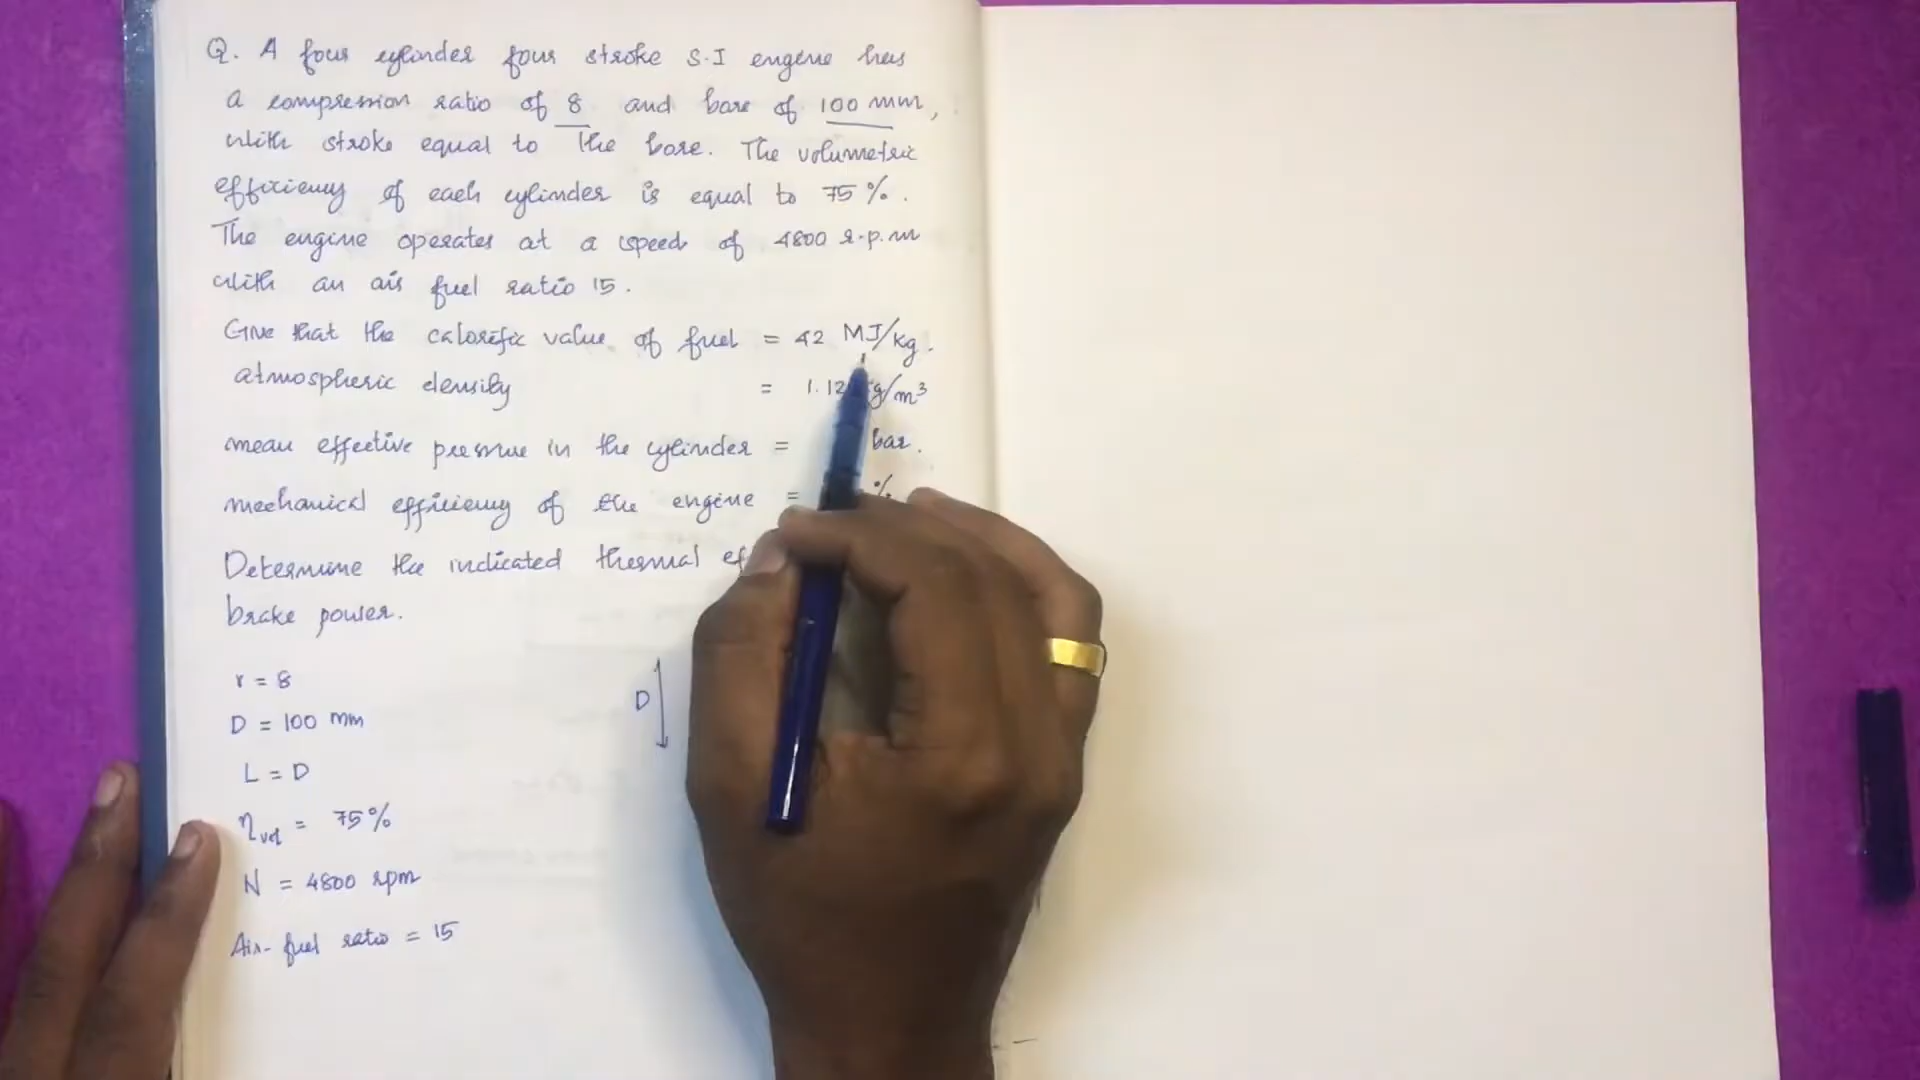 Q. A four cylinder four stroke S.I engine has
a compression ratio of 8 and bore of 100 mm,
with stroke equal to the bore. The volumetric
efficiency of each cylinder is equal to 75%.
The engine operates at a speed of 4800 r.p.m
with an air fuel ratio 15.
Give that the calorific value of fuel = 42 MJ/kg.
atmospheric density = 1.12 kg/m³
mean effective pressure in the cylinder = bar.
mechanical efficiency of the engine = %
Determine the indicated thermal
brake power.
r = 8
D = 100 mm
D
L = D
ηvol = 75%
N = 4800 rpm
Air-fuel ratio = 15